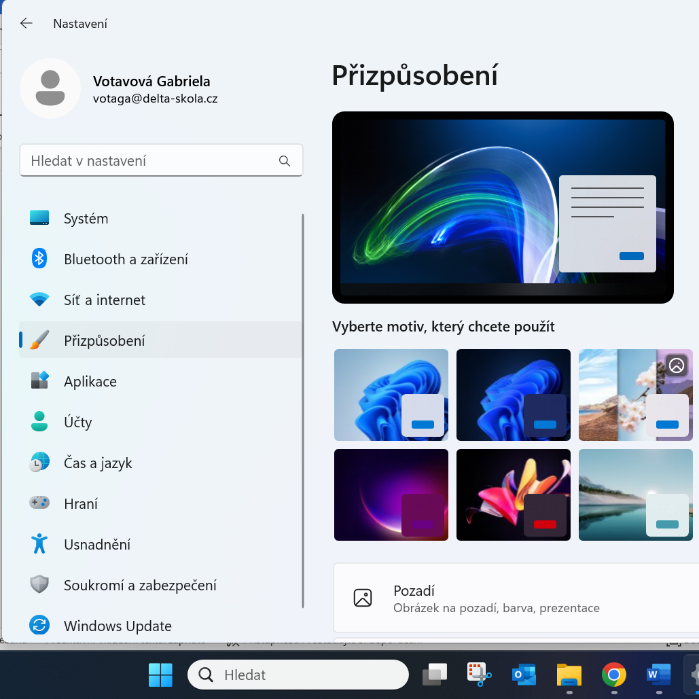 Nastavení
Votavová Gabriela
votaga@delta-skola.cz
Hledat v nastavení
Systém
Bluetooth a zařízení
Síť a internet
Přizpůsobení
Aplikace
Účty
Čas a jazyk
Hraní
Usnadnění
Soukromí a zabezpečení
Windows Update
Přizpůsobení
Vyberte motiv, který chcete použít
Pozadí
Obrázek na pozadí, barva, prezentace
Hledat